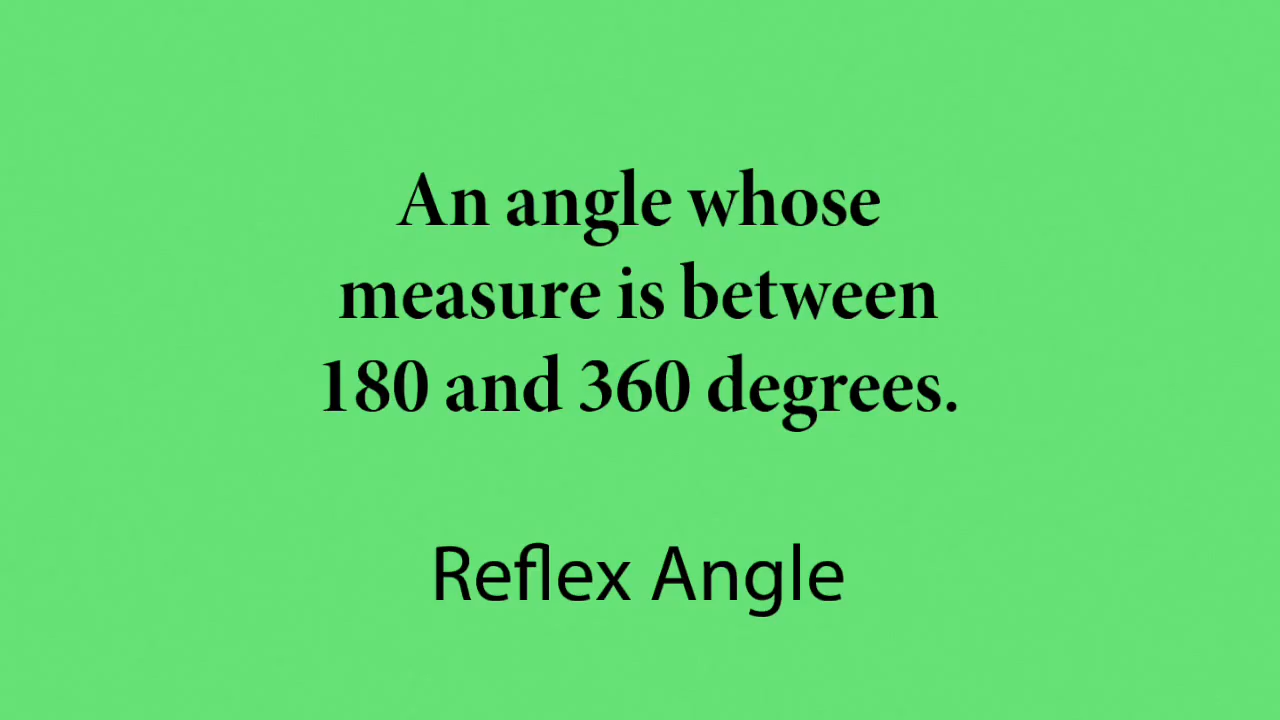 An angle whose
measure is between
180 and 360 degrees.
Reflex Angle